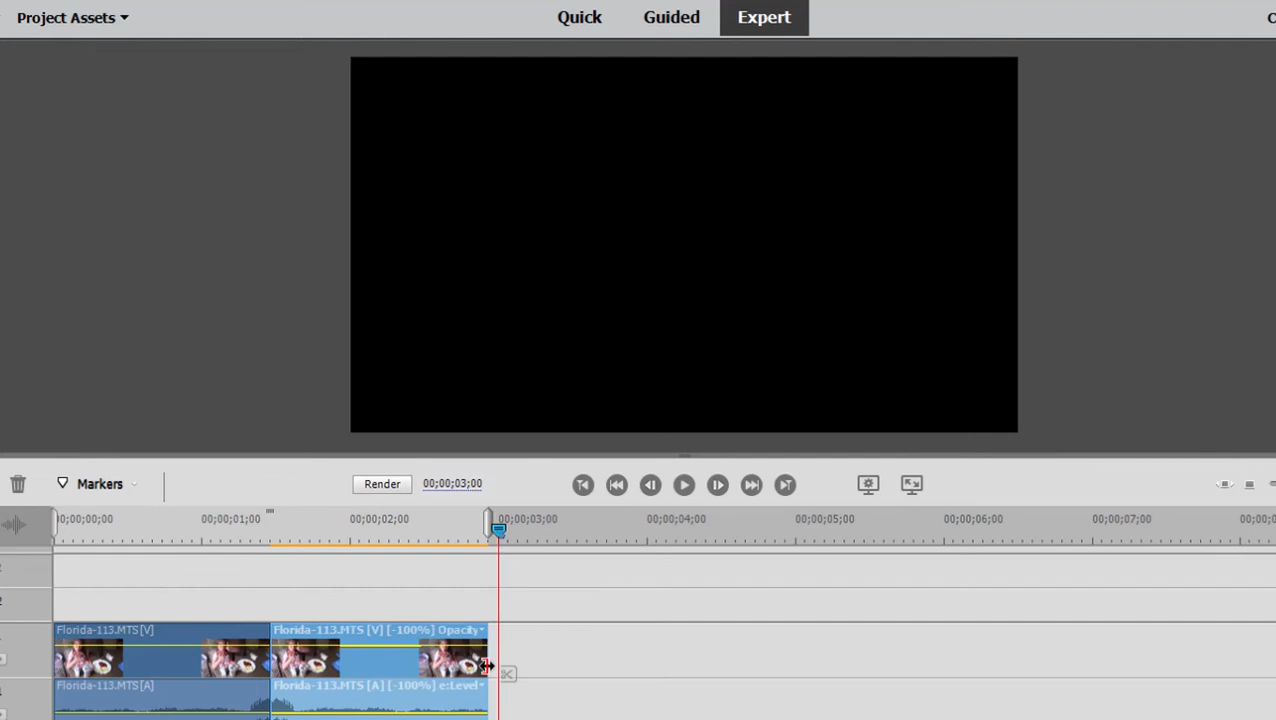 Project Assets
Quick Guided Expert
Markers
Render 00;00;03;00
00;00;00 00;00;01;00 00;00;02;00 00;00;03;00 00;00;04;00 00;00;05;00 00;00;06;00 00;00;07;00
Florida-113.MTS [V] Florida-113.MTS [V] [-100%] Opacity
Florida-113.MTS [A] Florida-113.MTS [A] [-100%] e:Level